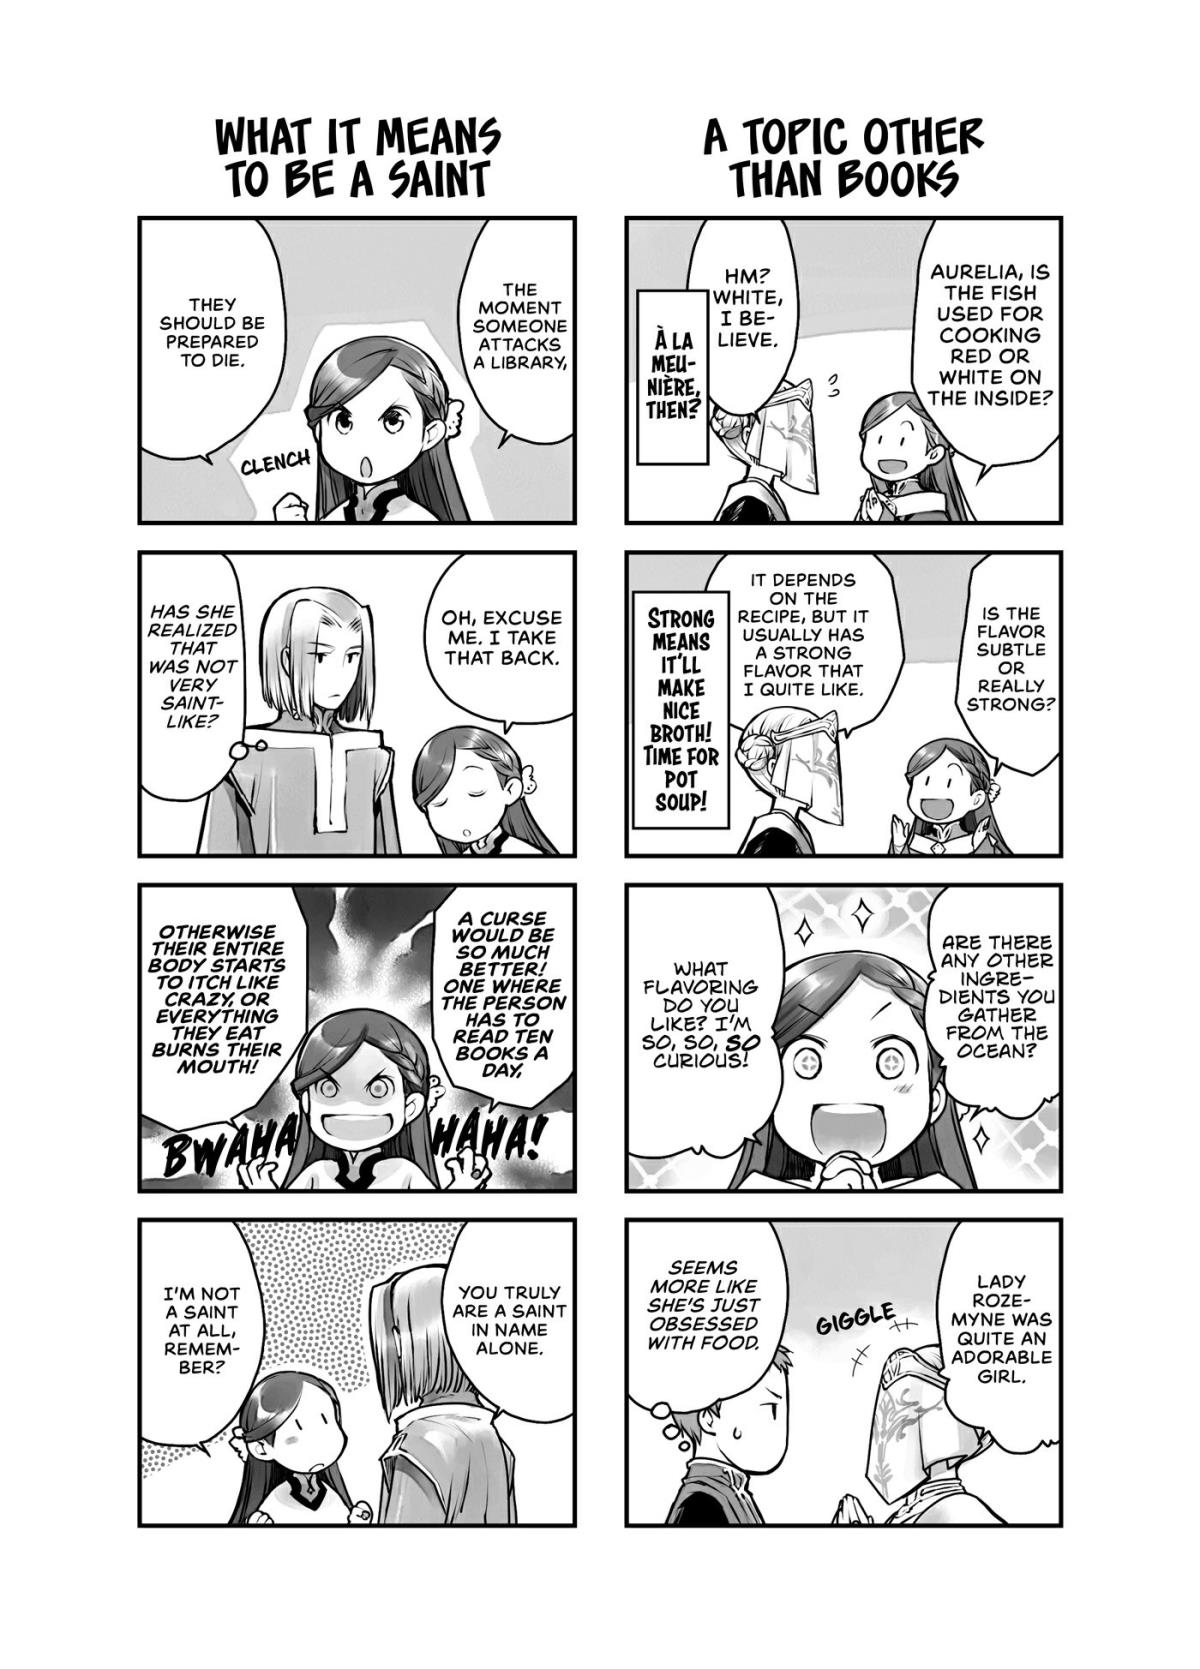 A TOPIC OTHER
THAN BOOKS
AURELIA, IS
THE FISH
USED FOR
COOKING
RED OR
WHITE ON
THE INSIDE?
HM?
WHITE,
I BE-
LIEVE.
À LA
MEU-
NIÈRE,
THEN?
IS THE
FLAVOR
SUBTLE
OR
REALLY
STRONG?
IT DEPENDS
ON THE
RECIPE, BUT IT
USUALLY HAS
A STRONG
FLAVOR THAT
I QUITE LIKE.
STRONG
MEANS
IT'LL
MAKE
NICE
BROTH!
TIME FOR
POT
SOUP!
ARE THERE
ANY OTHER
INGRE-
DIENTS YOU
GATHER
FROM THE
OCEAN?
WHAT
FLAVORING
DO YOU
LIKE? I'M
SO, SO, SO
CURIOUS!
LADY
ROZE-
MYNE WAS
QUITE AN
ADORABLE
GIRL.
GIGGLE
SEEMS
MORE LIKE
SHE'S JUST
OBSESSED
WITH FOOD.
WHAT IT MEANS
TO BE A SAINT
THE
MOMENT
SOMEONE
ATTACKS
A LIBRARY,
THEY
SHOULD BE
PREPARED
TO DIE.
CLENCH
OH, EXCUSE
ME. I TAKE
THAT BACK.
HAS SHE
REALIZED
THAT
WAS NOT
VERY
SAINT-
LIKE?
A CURSE
WOULD BE
SO MUCH
BETTER!
ONE WHERE
THE PERSON
HAS TO
READ TEN
BOOKS A
DAY,
OTHERWISE
THEIR ENTIRE
BODY STARTS
TO ITCH LIKE
CRAZY, OR
EVERYTHING
THEY EAT
BURNS THEIR
MOUTH!
BWAHA
HAHA!
YOU TRULY
ARE A SAINT
IN NAME
ALONE.
I'M NOT
A SAINT
AT ALL,
REMEM-
BER?